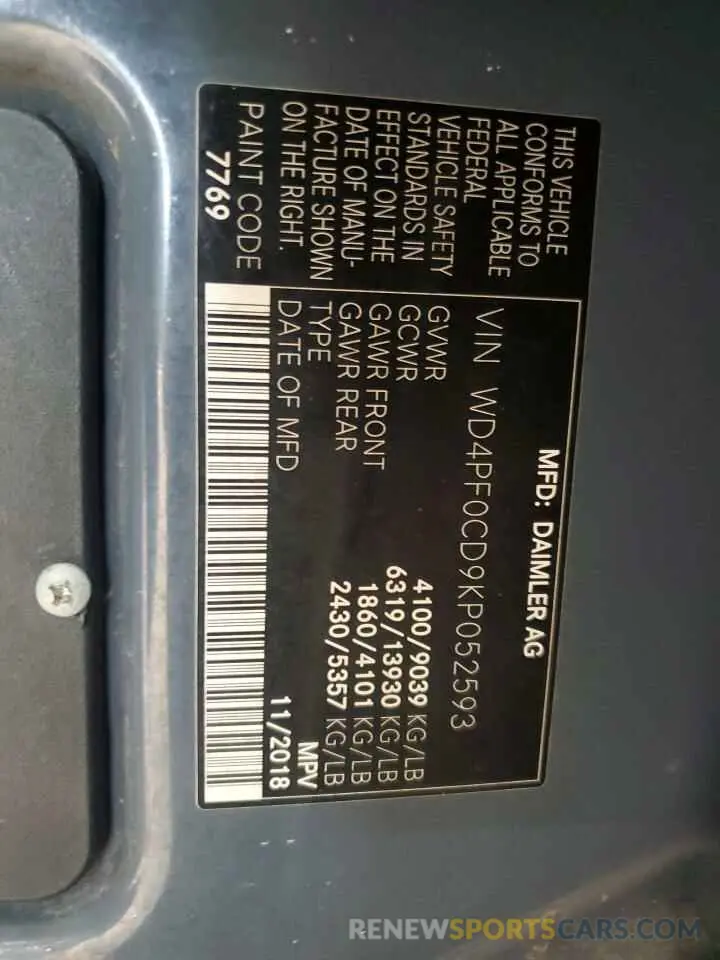 MFD: DAIMLER AG
THIS VEHICLE
CONFORMS TO
ALL APPLICABLE
FEDERAL
VEHICLE SAFETY
STANDARDS IN
EFFECT ON THE
DATE OF MANU-
FACTURE SHOWN
ON THE RIGHT.
PAINT CODE
7769
VIN WD4PF0CD9KP052593
GVWR 4100/9039 KG/LB
GCWR 6319/13930 KG/LB
GAWR FRONT 1860/4101 KG/LB
GAWR REAR 2430/5357 KG/LB
TYPE MPV
DATE OF MFD 11/2018
RENEWSPORTSCARS.COM